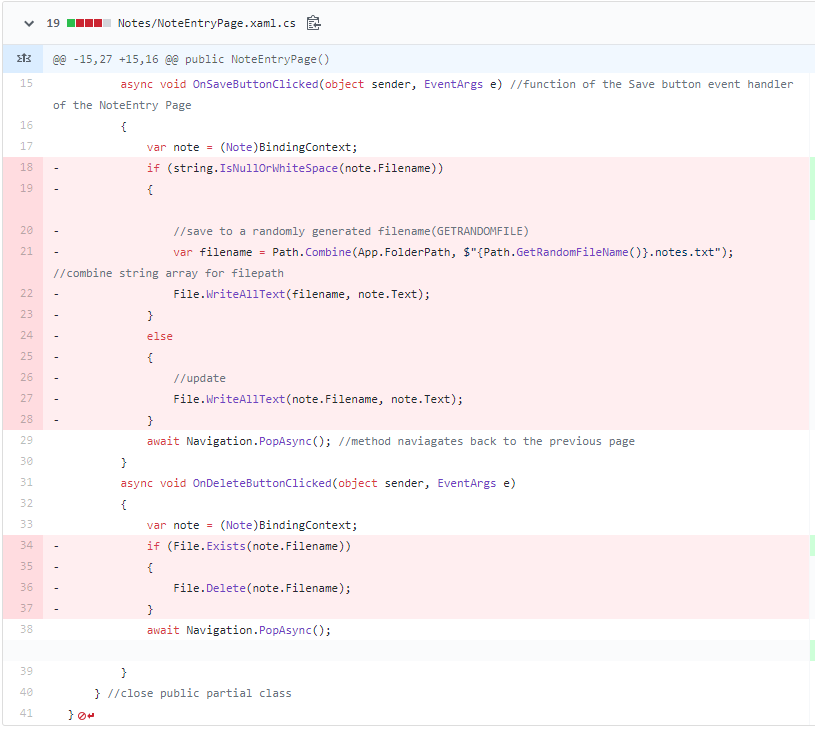 19 Notes/NoteEntryPage.xaml.cs
@@ -15,27 +15,16 @@ public NoteEntryPage()
15 async void OnSaveButtonClicked(object sender, EventArgs e) //function of the Save button event handler
of the NoteEntry Page
16 {
17 var note = (Note)BindingContext;
18 - if (string.IsNullOrWhiteSpace(note.Filename))
19 - {
20 - //save to a randomly generated filename(GETRANDOMFILE)
21 - var filename = Path.Combine(App.FolderPath, $"{Path.GetRandomFileName()}.notes.txt");
//combine string array for filepath
22 - File.WriteAllText(filename, note.Text);
23 - }
24 - else
25 - {
26 - //update
27 - File.WriteAllText(note.Filename, note.Text);
28 - }
29 await Navigation.PopAsync(); //method naviagates back to the previous page
30 }
31 async void OnDeleteButtonClicked(object sender, EventArgs e)
32 {
33 var note = (Note)BindingContext;
34 - if (File.Exists(note.Filename))
35 - {
36 - File.Delete(note.Filename);
37 - }
38 await Navigation.PopAsync();
39 }
40 } //close public partial class
41 }